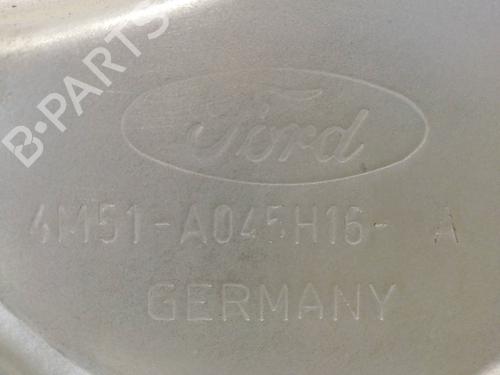 B-PARTS
Ford
4M51-A045H16- A
GERMANY